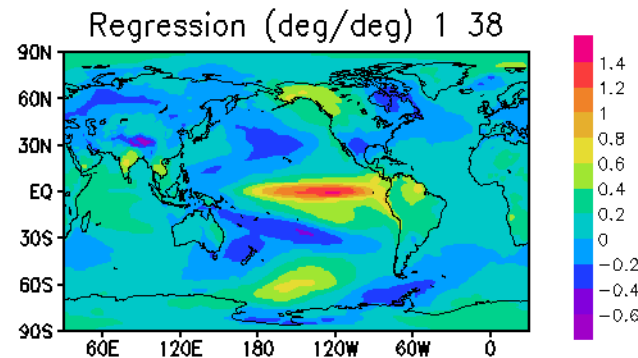 Regression (deg/deg) 1 38
90N
60N
30N
EQ
30S
60S
90S
60E 120E 180 120W 60W 0
1.4
1.2
1
0.8
0.6
0.4
0.2
0
-0.2
-0.4
-0.6